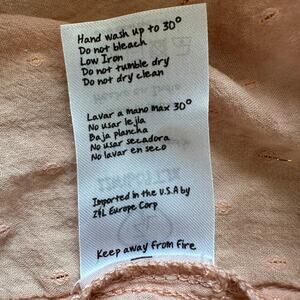 Hand wash up to 30°
Do not bleach
Low Iron
Do not tumble dry
Do not dry clean
Lavar a mano max 30°
No usar lejía
Baja plancha
No usar secadora
No lavar en seco
Imported in the U.S.A by
Z&L Europe Corp
Keep away from fire